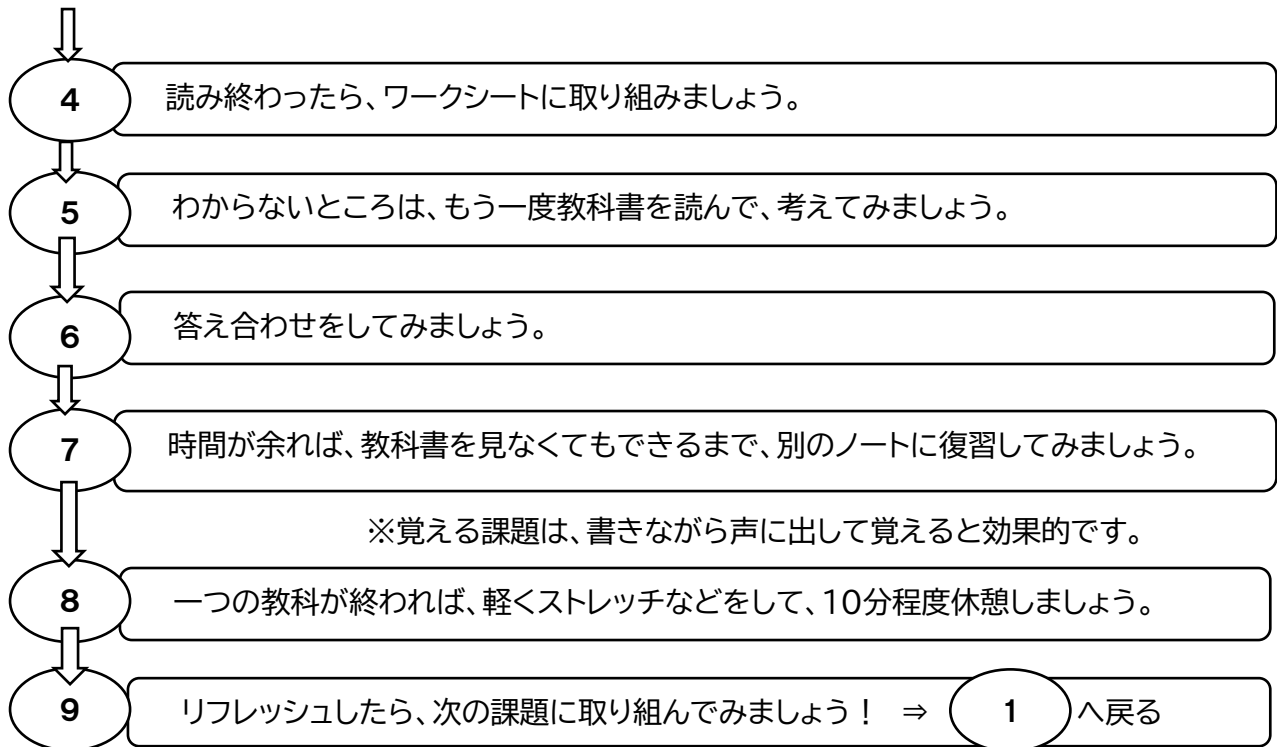 4 読み終わったら、ワークシートに取り組みましょう。
5 わからないところは、もう一度教科書を読んで、考えてみましょう。
6 答え合わせをしてみましょう。
7 時間が余れば、教科書を見なくてもできるまで、別のノートに復習してみましょう。
※覚える課題は、書きながら声に出して覚えると効果的です。
8 一つの教科が終われば、軽くストレッチなどをして、10分程度休憩しましょう。
9 リフレッシュしたら、次の課題に取り組んでみましょう! ⇒ 1 へ戻る